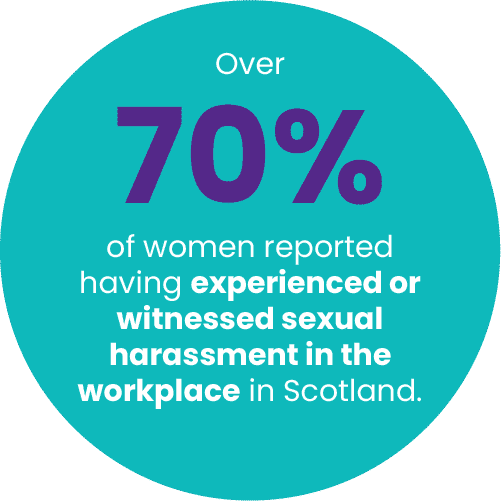 Over
70%
of women reported
having experienced or
witnessed sexual
harassment in the
workplace in Scotland.